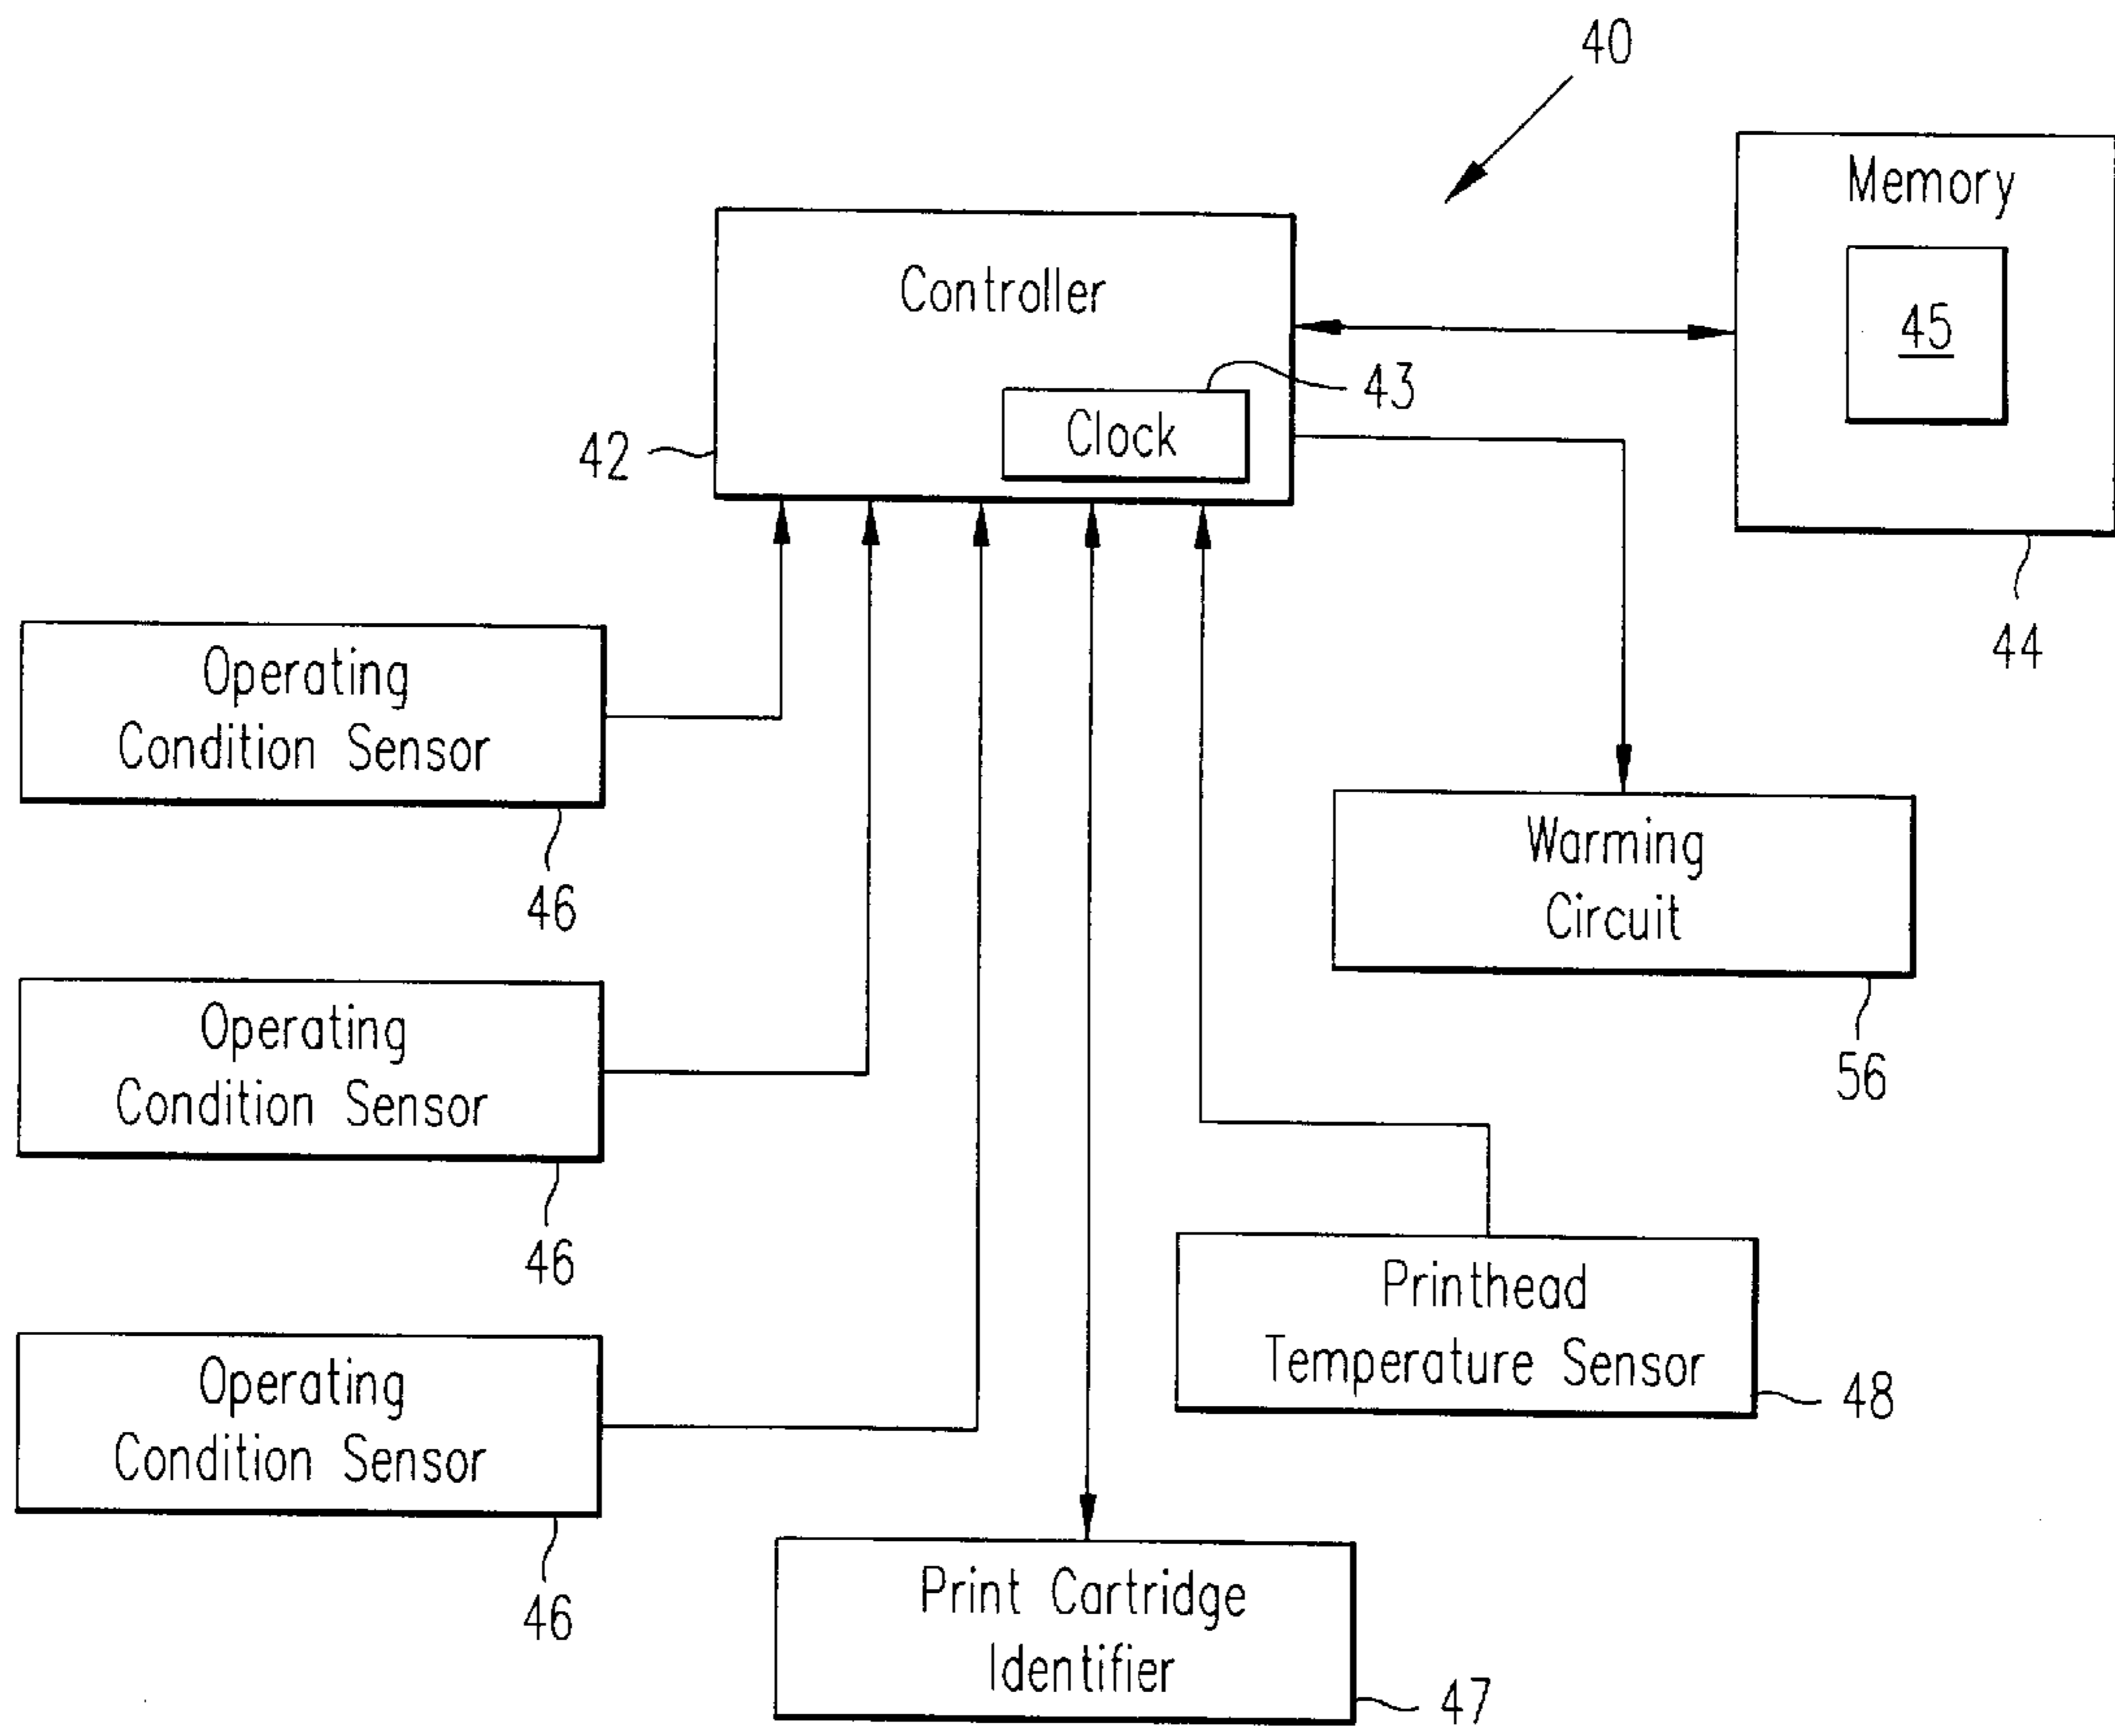 40
Memory
45
44
Controller
Clock
43
42
Operating
Condition Sensor
46
Warming
Circuit
56
Operating
Condition Sensor
46
Printhead
Temperature Sensor
48
Operating
Condition Sensor
46
Print Cartridge
Identifier
47